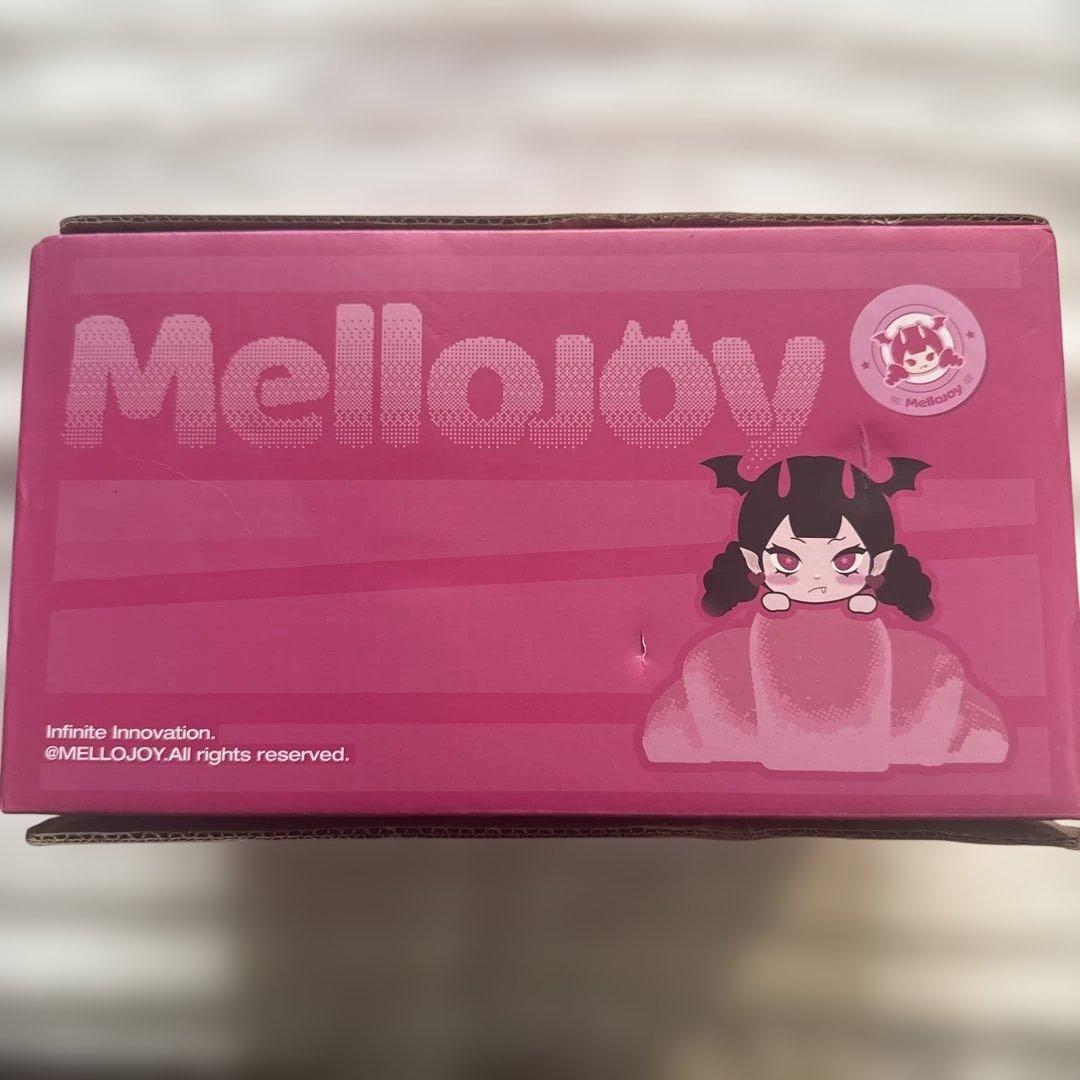 Mellojoy
Mellojoy
Infinite Innovation.
@MELLOJOY.All rights reserved.